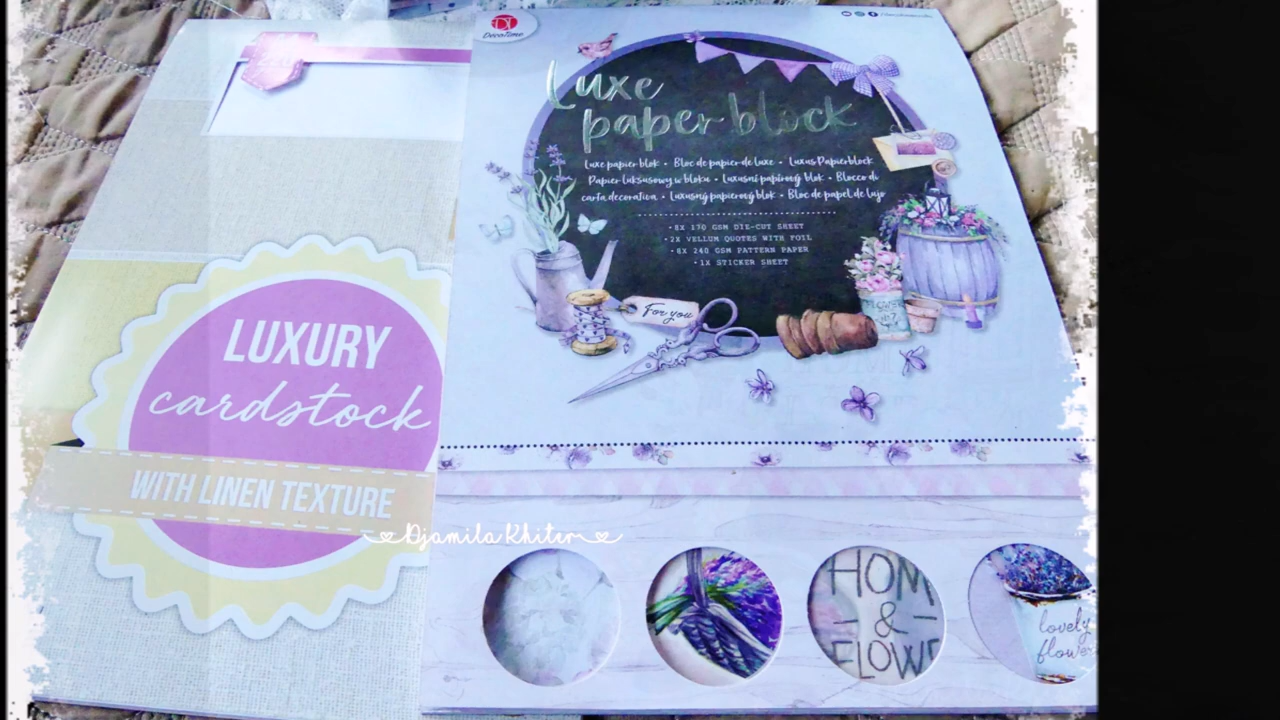 DécoTime
Luxe
paper block
Luxe papier blok • Bloc de papier de luxe • Luxus Papierblock
Papier luksusowy w bloku • Luxusní papírový blok • Blocco di
carta decorativa • Luxusný papierový blok • Bloc de papel de lujo
• 8X 170 GSM DIE-CUT SHEET
• 2X VELLUM QUOTES WITH FOIL
• 8X 240 GSM PATTERN PAPER
• 1X STICKER SHEET
For you
LUXURY
cardstock
WITH LINEN TEXTURE
Djamila Khiter
HOM
- & -
FLOWE
lovely
flower